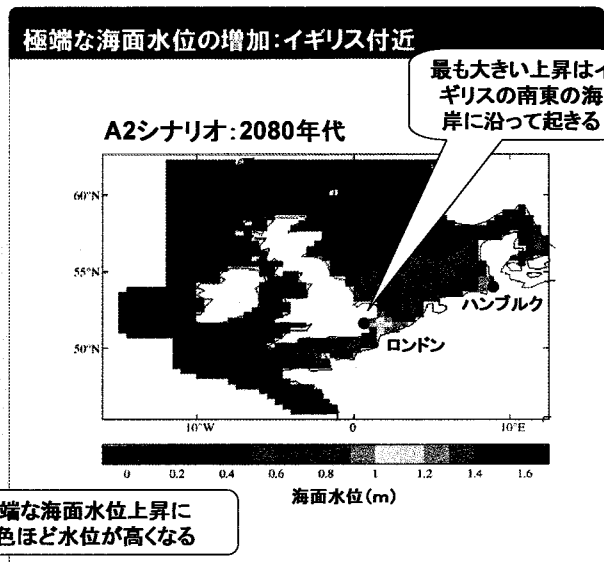 極端な海面水位の増加:イギリス付近
最も大きい上昇はイ
ギリスの南東の海
岸に沿って起きる
A2シナリオ:2080年代
60°N
55°N
50°N
ハンブルク
ロンドン
10°W 0 10°E
0 0.2 0.4 0.6 0.8 1 1.2 1.4 1.6
海面水位(m)
端な海面水位上昇に
色ほど水位が高くなる